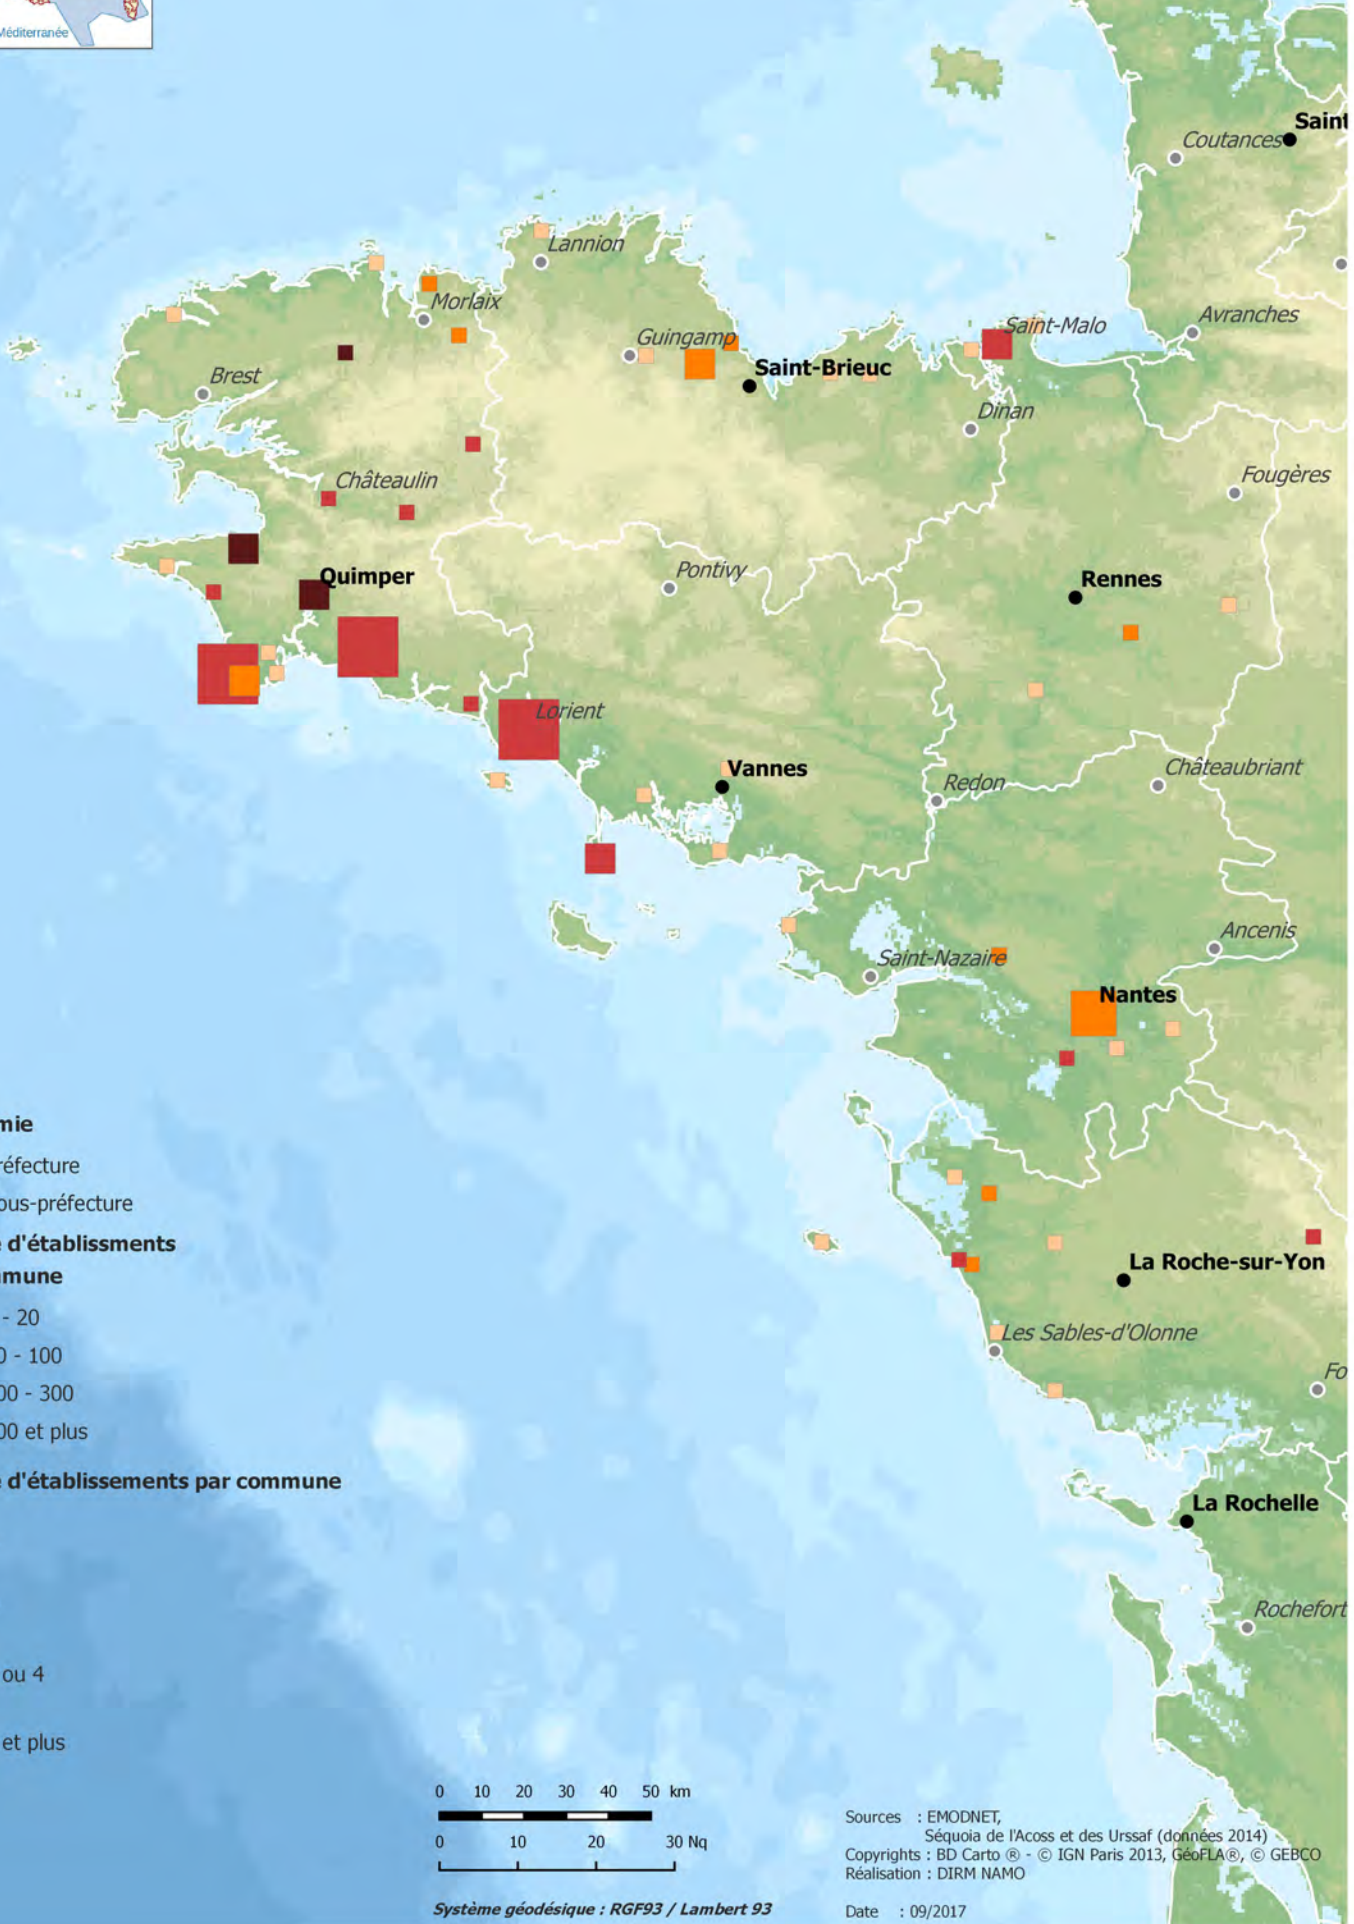 Méditerranée
Saint
Coutances
Lannion
Morlaix
Avranches
Saint-Malo
Guingamp
Saint-Brieuc
Brest
Dinan
Fougères
Châteaulin
Quimper
Pontivy
Rennes
Lorient
Vannes
Châteaubriant
Redon
Ancenis
Saint-Nazaire
Nantes
mie
réfecture
ous-préfecture
e d'établissments
mmune
- 20
0 - 100
00 - 300
00 et plus
La Roche-sur-Yon
Les Sables-d'Olonne
Fo
e d'établissements par commune
La Rochelle
Rochefort
ou 4
et plus
0 10 20 30 40 50 km
0 10 20 30 Nq
Système géodésique : RGF93 / Lambert 93
Sources : EMODNET,
Séquoia de l'Acoss et des Urssaf (données 2014)
Copyrights : BD Carto ® - © IGN Paris 2013, GéoFLA®, © GEBCO
Réalisation : DIRM NAMO
Date : 09/2017